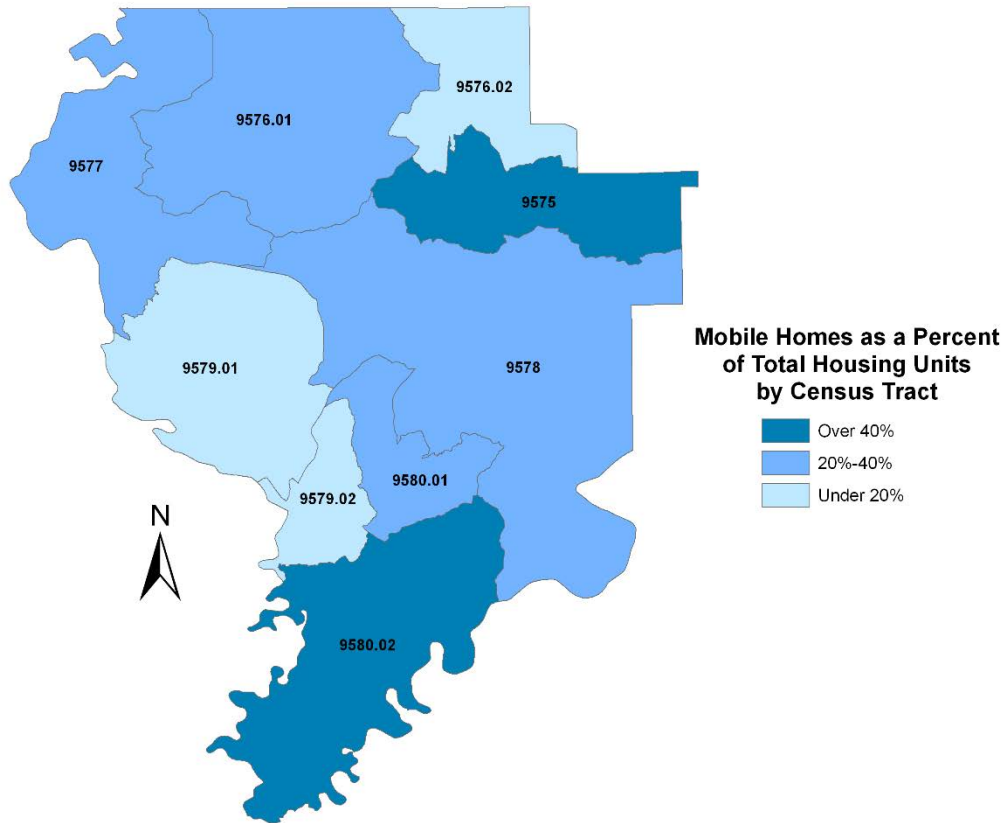 9576.02
9576.01
9577
9575
Mobile Homes as a Percent
of Total Housing Units
by Census Tract
9579.01
9578
Over 40%
20%-40%
9580.01
9579.02
Under 20%
N
9580.02